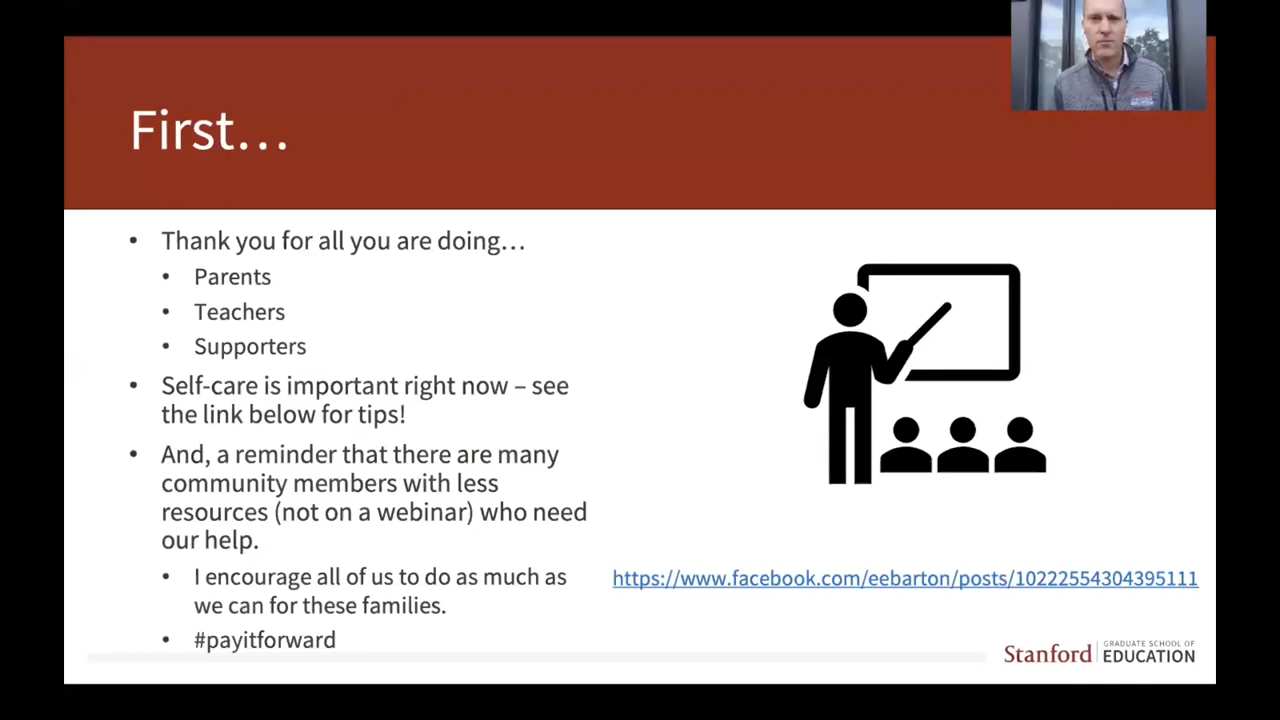 First…
• Thank you for all you are doing…
• Parents
• Teachers
• Supporters
• Self-care is important right now – see
the link below for tips!
• And, a reminder that there are many
community members with less
resources (not on a webinar) who need
our help.
• I encourage all of us to do as much as
we can for these families.
• #payitforward
https://www.facebook.com/eebarton/posts/10222554304395111
Stanford
GRADUATE SCHOOL OF
EDUCATION